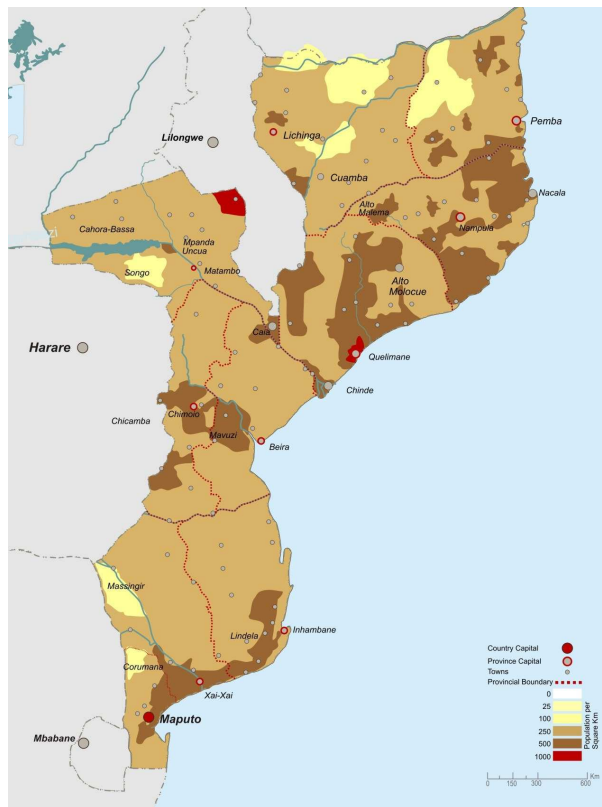 Pemba
Lichinga
Lilongwe
Cuamba
Nacala
Alto
Malema
Nampula
Cahora-Bassa
Mpanda
Uncua
Songo
Matambo
Alto
Molocue
Caia
Harare
Quelimane
Chinde
Chicamba
Chimoio
Mavuzi
Beira
Massingir
Lindela
Inhambane
Corumana
Xai-Xai
Maputo
Mbabane
Country Capital
Province Capital
Towns
Provincial Boundary
0
25
100
250
500
1000
Population per
Square Km
0 150 300 600
Km